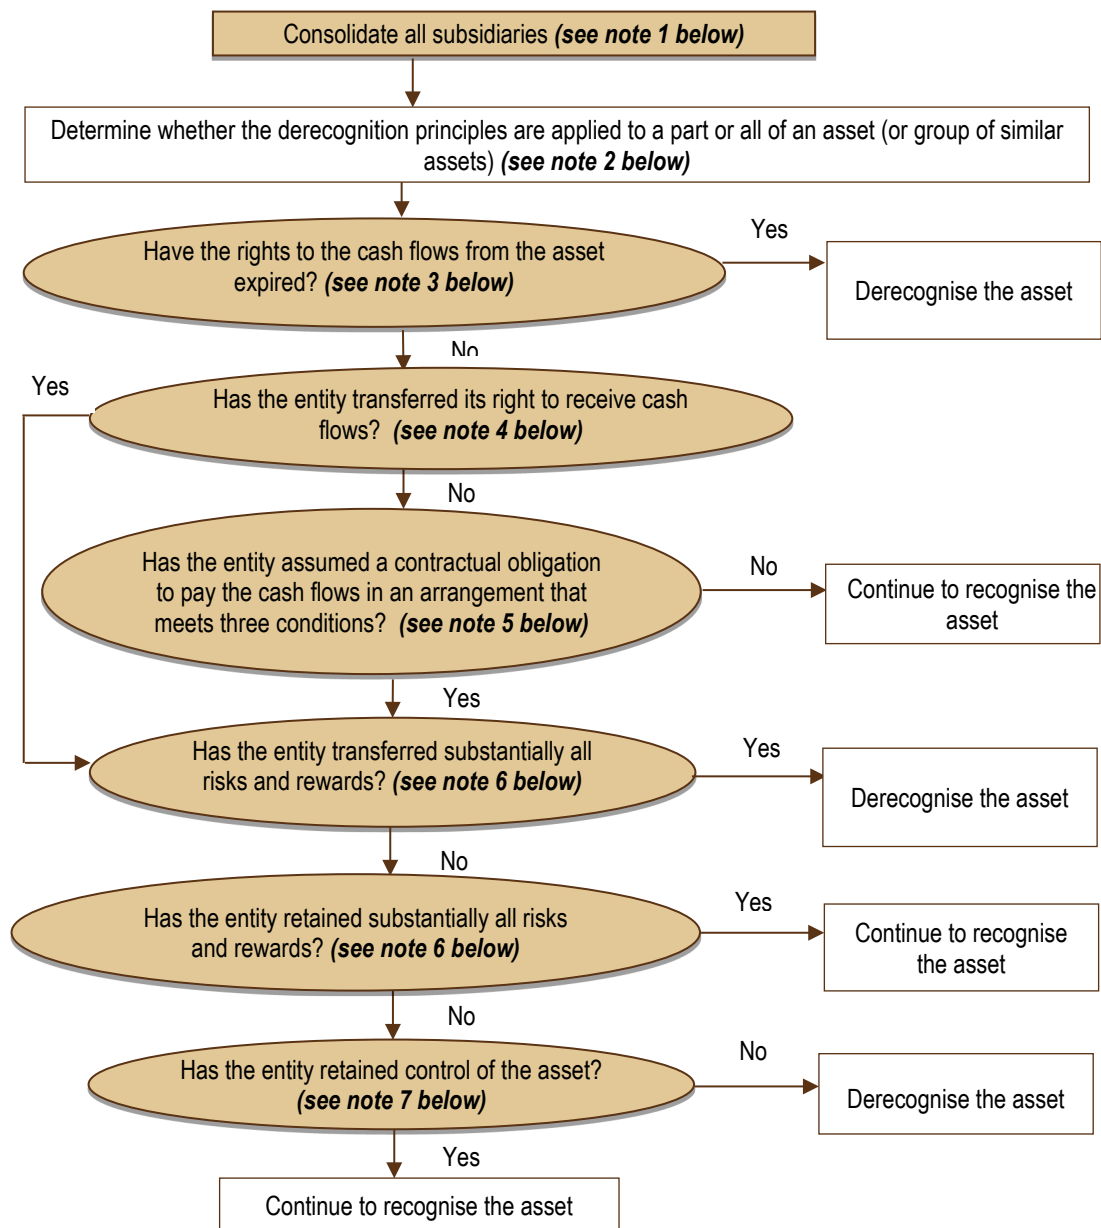 Consolidate all subsidiaries (see note 1 below)
Determine whether the derecognition principles are applied to a part or all of an asset (or group of similar
assets) (see note 2 below)
Have the rights to the cash flows from the asset
expired? (see note 3 below)
Yes
Derecognise the asset
No
Yes
Has the entity transferred its right to receive cash
flows? (see note 4 below)
No
Has the entity assumed a contractual obligation
to pay the cash flows in an arrangement that
meets three conditions? (see note 5 below)
No
Continue to recognise the
asset
Yes
Has the entity transferred substantially all
risks and rewards? (see note 6 below)
Yes
Derecognise the asset
No
Has the entity retained substantially all risks
and rewards? (see note 6 below)
Yes
Continue to recognise
the asset
No
Has the entity retained control of the asset?
(see note 7 below)
No
Derecognise the asset
Yes
Continue to recognise the asset